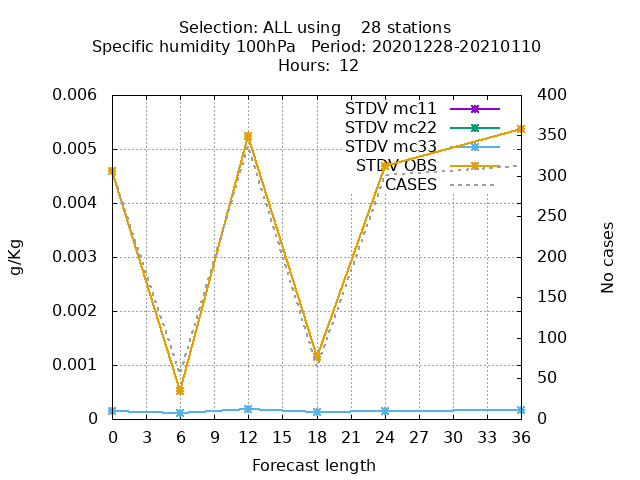 Selection: ALL using    28 stations
Specific humidity 100hPa   Period: 20201228-20210110
Hours:  12
0.006
0.005
0.004
0.003
0.002
0.001
0
400
350
300
250
200
150
100
50
0
STDV mc11
STDV mc22
STDV mc33
STDV OBS
CASES
g/Kg
No cases
0 3 6 9 12 15 18 21 24 27 30 33 36
Forecast length